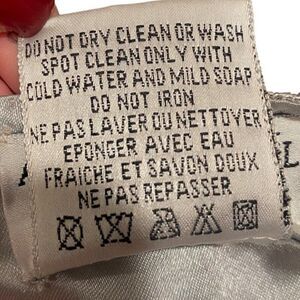 DO NOT DRY CLEAN OR WASH
SPOT CLEAN ONLY WITH
COLD WATER AND MILD SOAP
DO NOT IRON
NE PAS LAVER OU NETTOYER
EPONGER AVEC EAU
FRAICHE ET SAVON DOUX
NE PAS REPASSER